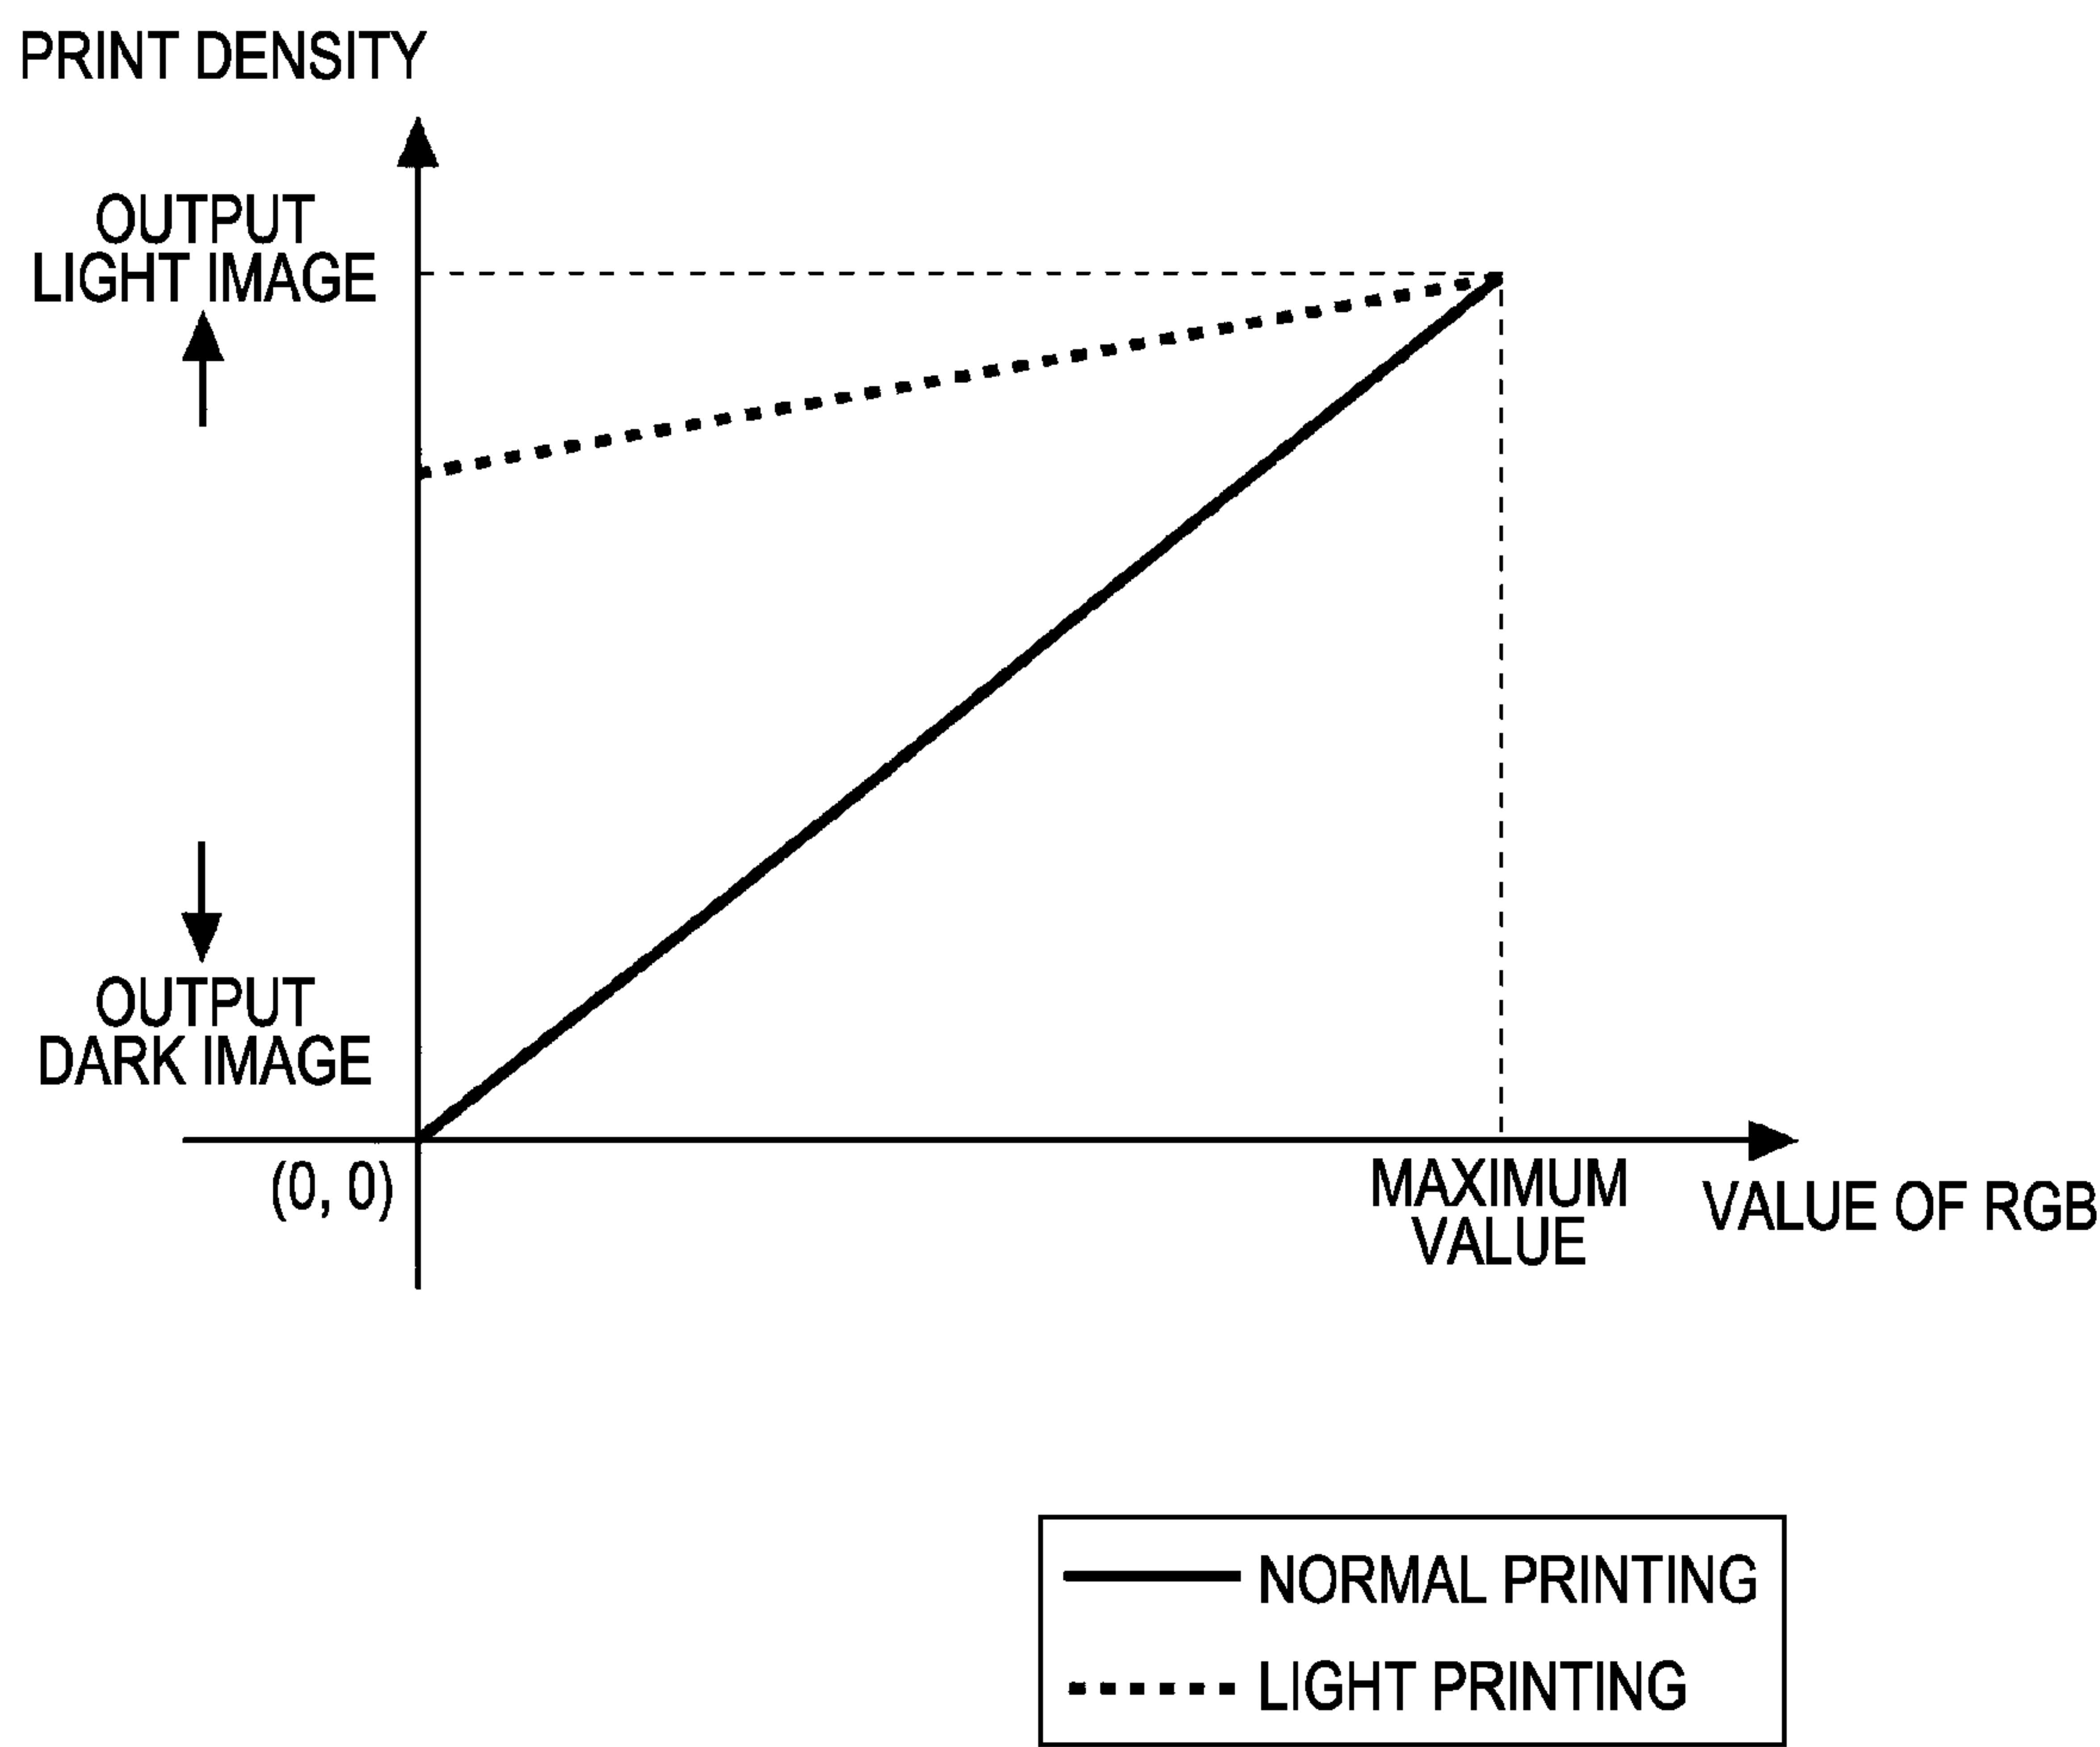 PRINT DENSITY
OUTPUT
LIGHT IMAGE
OUTPUT
DARK IMAGE
(0, 0)
MAXIMUM
VALUE
VALUE OF RGB
NORMAL PRINTING
LIGHT PRINTING